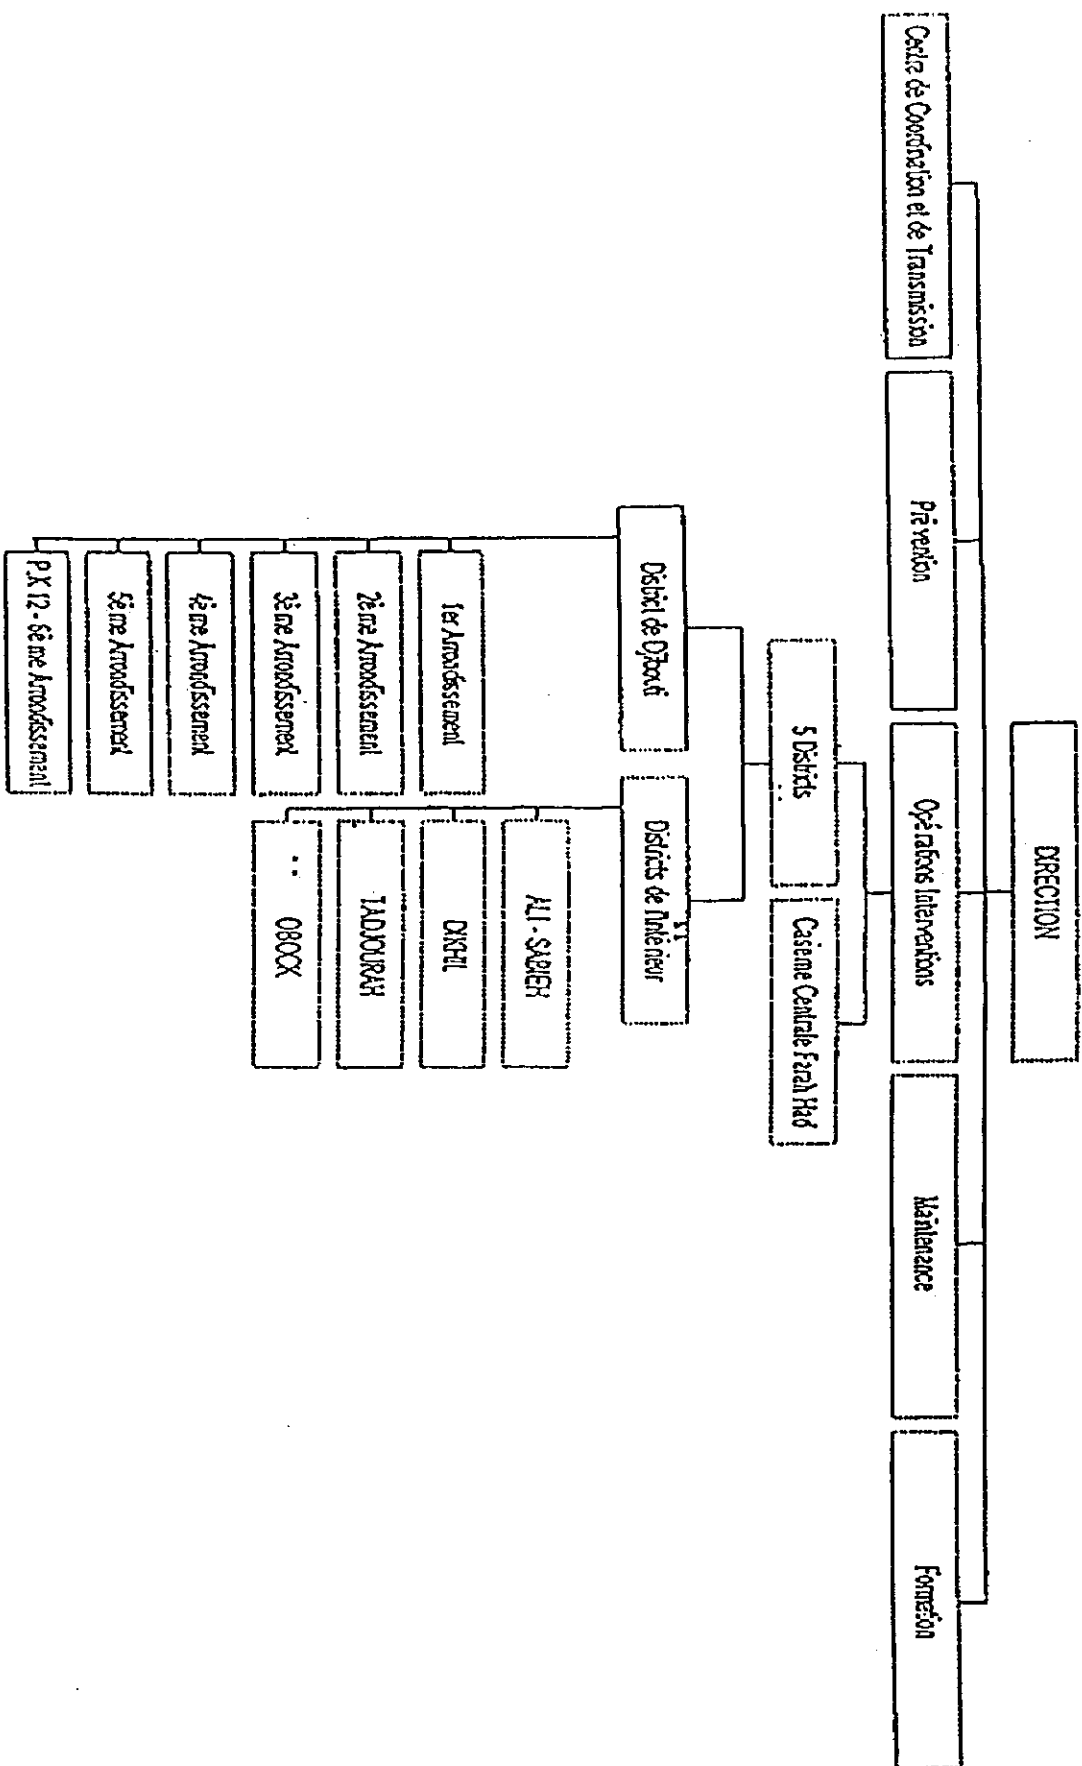 DIRECTION
Centre de Coordination et de Transmission
Prévention
Opérations Interventions
Maintenance
Formation
5 Districts
Caserne Centrale Farah Had
District de Djibouti
Districts de l'Intérieur
1er Arrondissement
2ème Arrondissement
3ème Arrondissement
4ème Arrondissement
5ème Arrondissement
P.K 12 - 6ème Arrondissement
ALI - SABIEH
DIKHIL
TADJOURAH
OBOCK